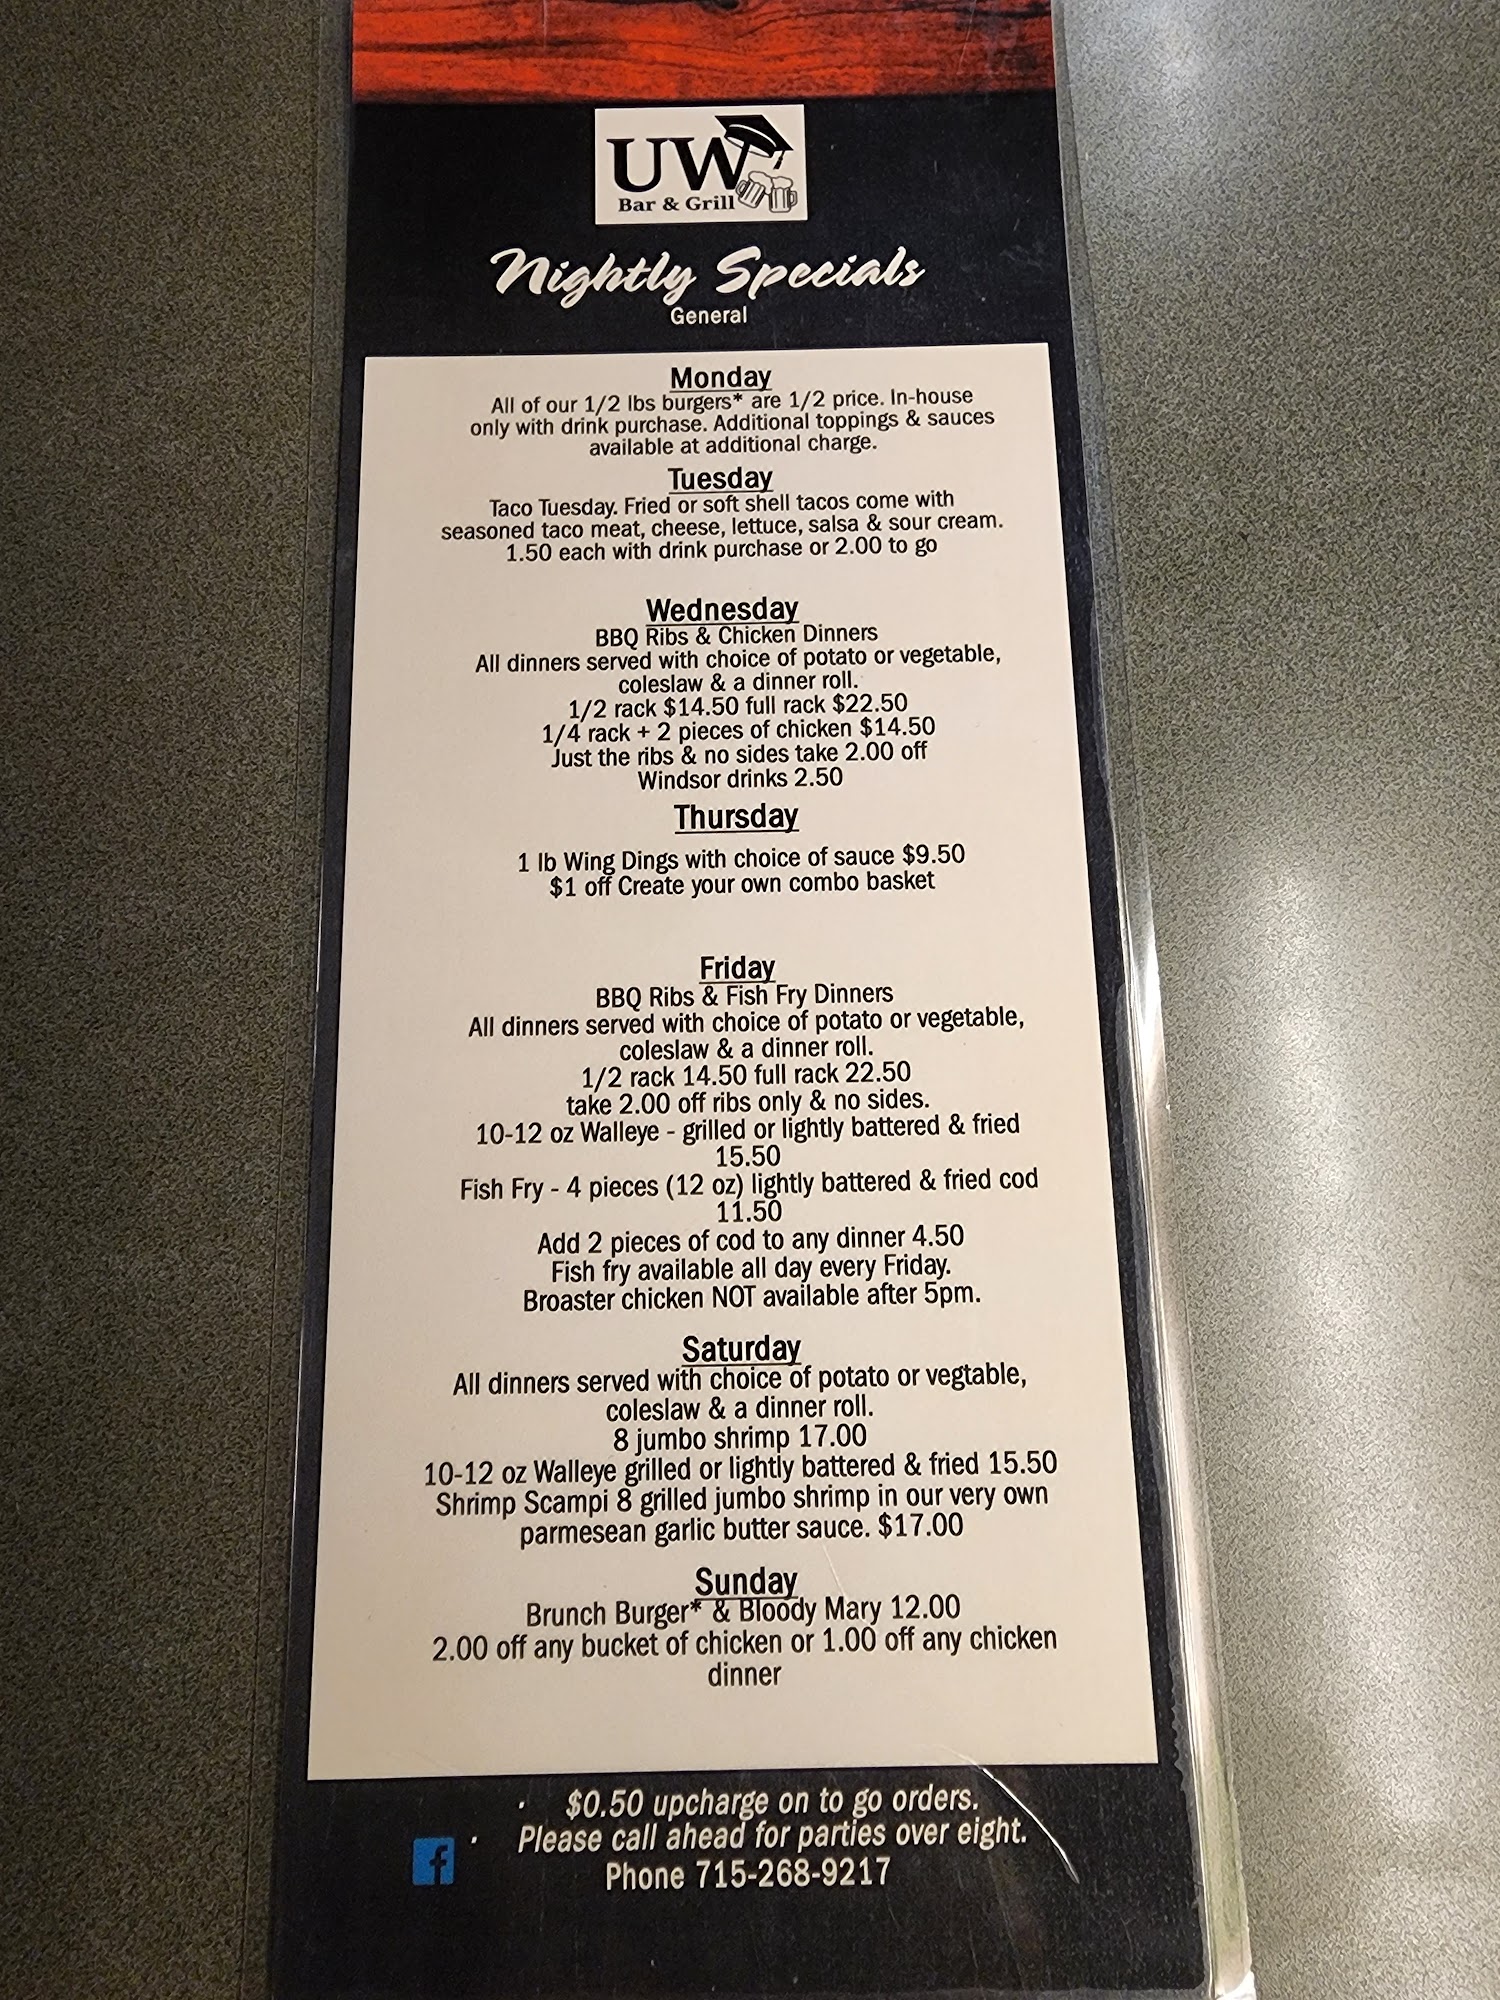 UW
Bar & Grill
Nightly Specials
General
Monday
All of our 1/2 lbs burgers* are 1/2 price. In-house
only with drink purchase. Additional toppings & sauces
available at additional charge.
Tuesday
Taco Tuesday. Fried or soft shell tacos come with
seasoned taco meat, cheese, lettuce, salsa & sour cream.
1.50 each with drink purchase or 2.00 to go
Wednesday
BBQ Ribs & Chicken Dinners
All dinners served with choice of potato or vegetable,
coleslaw & a dinner roll.
1/2 rack $14.50 full rack $22.50
1/4 rack + 2 pieces of chicken $14.50
Just the ribs & no sides take 2.00 off
Windsor drinks 2.50
Thursday
1 lb Wing Dings with choice of sauce $9.50
$1 off Create your own combo basket
Friday
BBQ Ribs & Fish Fry Dinners
All dinners served with choice of potato or vegetable,
coleslaw & a dinner roll.
1/2 rack 14.50 full rack 22.50
take 2.00 off ribs only & no sides.
10-12 oz Walleye - grilled or lightly battered & fried
15.50
Fish Fry - 4 pieces (12 oz) lightly battered & fried cod
11.50
Add 2 pieces of cod to any dinner 4.50
Fish fry available all day every Friday.
Broaster chicken NOT available after 5pm.
Saturday
All dinners served with choice of potato or vegtable,
coleslaw & a dinner roll.
8 jumbo shrimp 17.00
10-12 oz Walleye grilled or lightly battered & fried 15.50
Shrimp Scampi 8 grilled jumbo shrimp in our very own
parmesean garlic butter sauce. $17.00
Sunday
Brunch Burger* & Bloody Mary 12.00
2.00 off any bucket of chicken or 1.00 off any chicken
dinner
· $0.50 upcharge on to go orders.
· Please call ahead for parties over eight.
f
Phone 715-268-9217